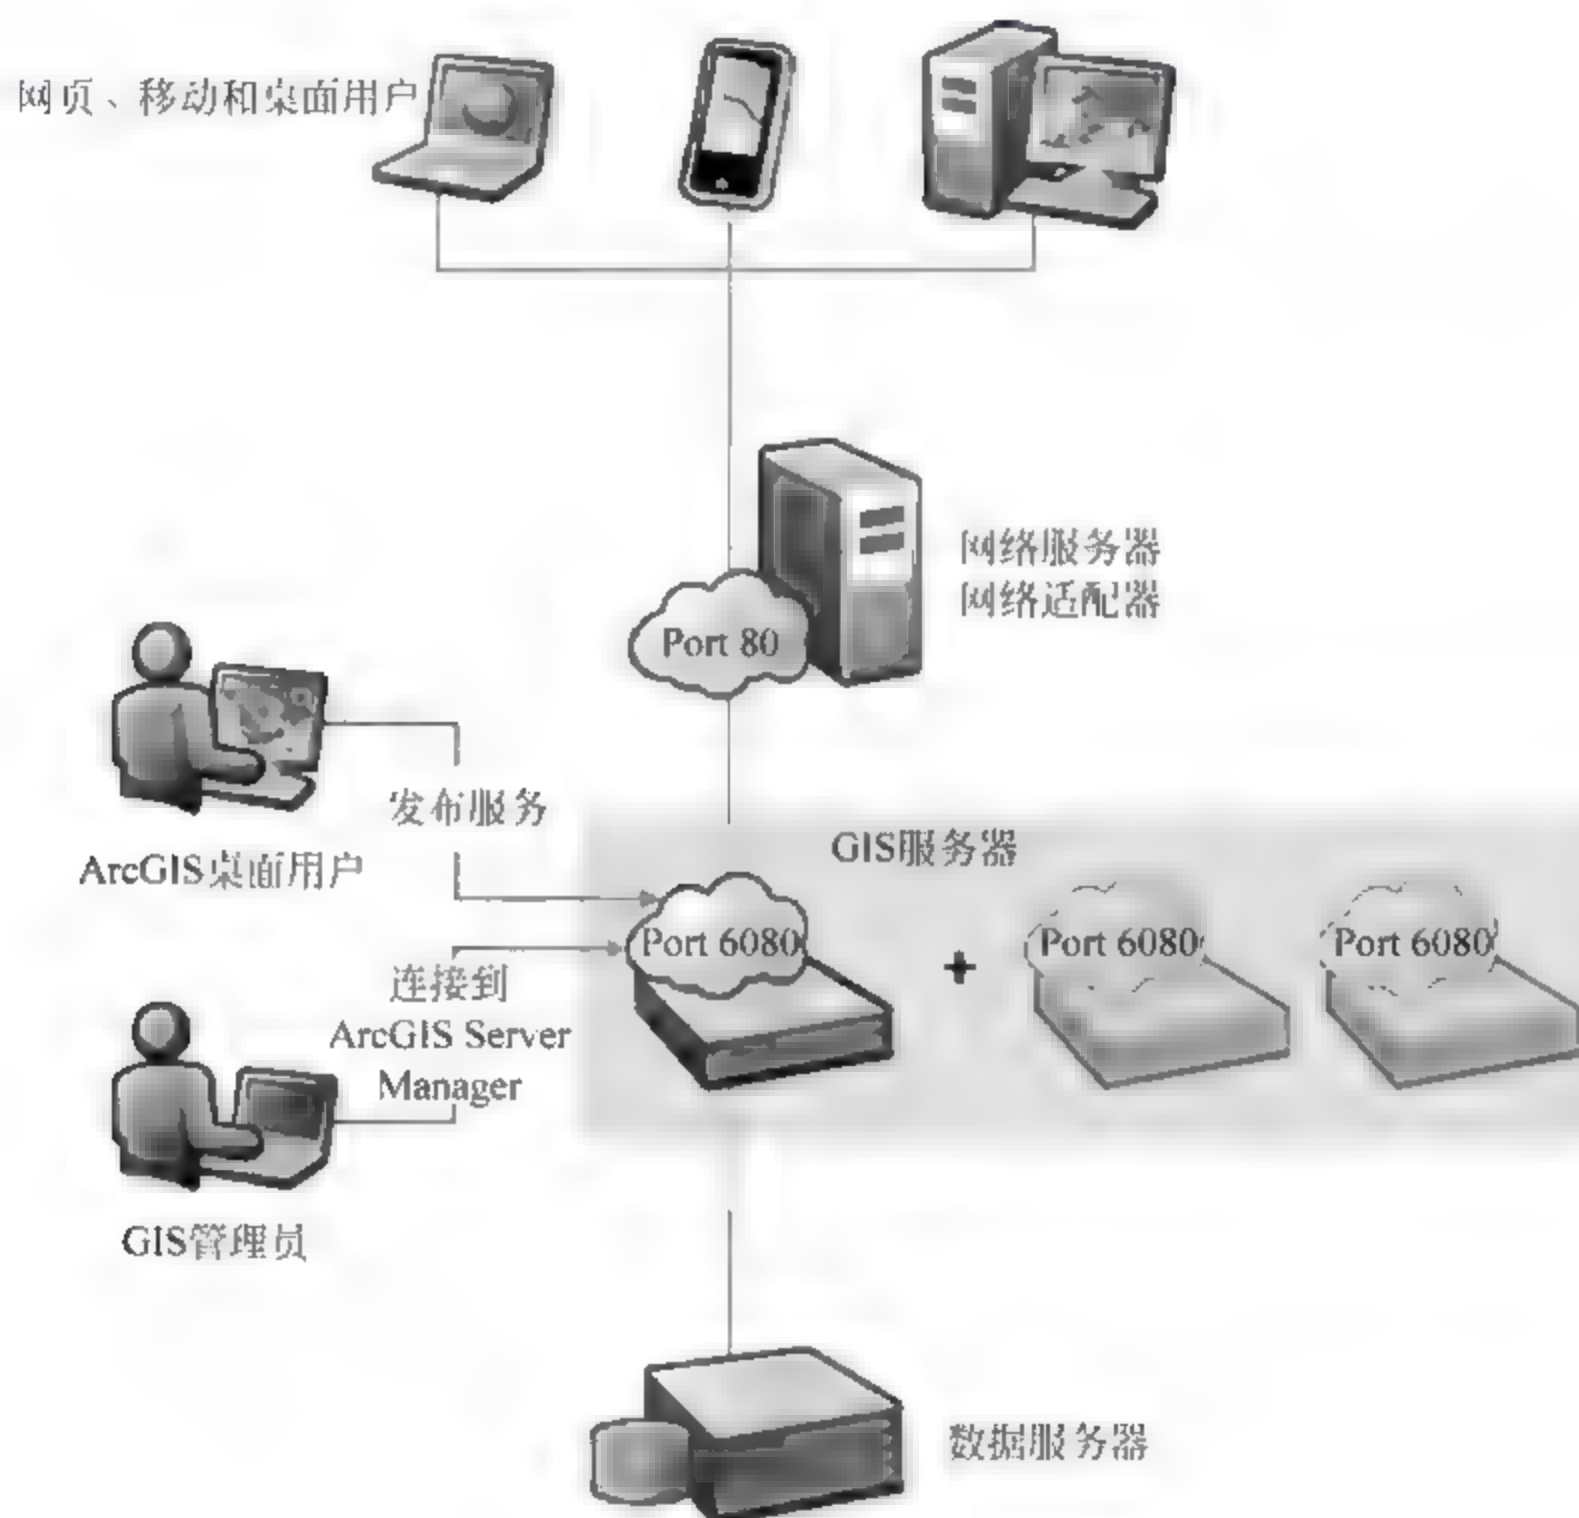 网页、移动和桌面用户
网络服务器
网络适配器
Port 80
发布服务
ArcGIS桌面用户
GIS服务器
Port 6080
Port 6080
Port 6080
连接到
ArcGIS Server
Manager
GIS管理员
数据服务器